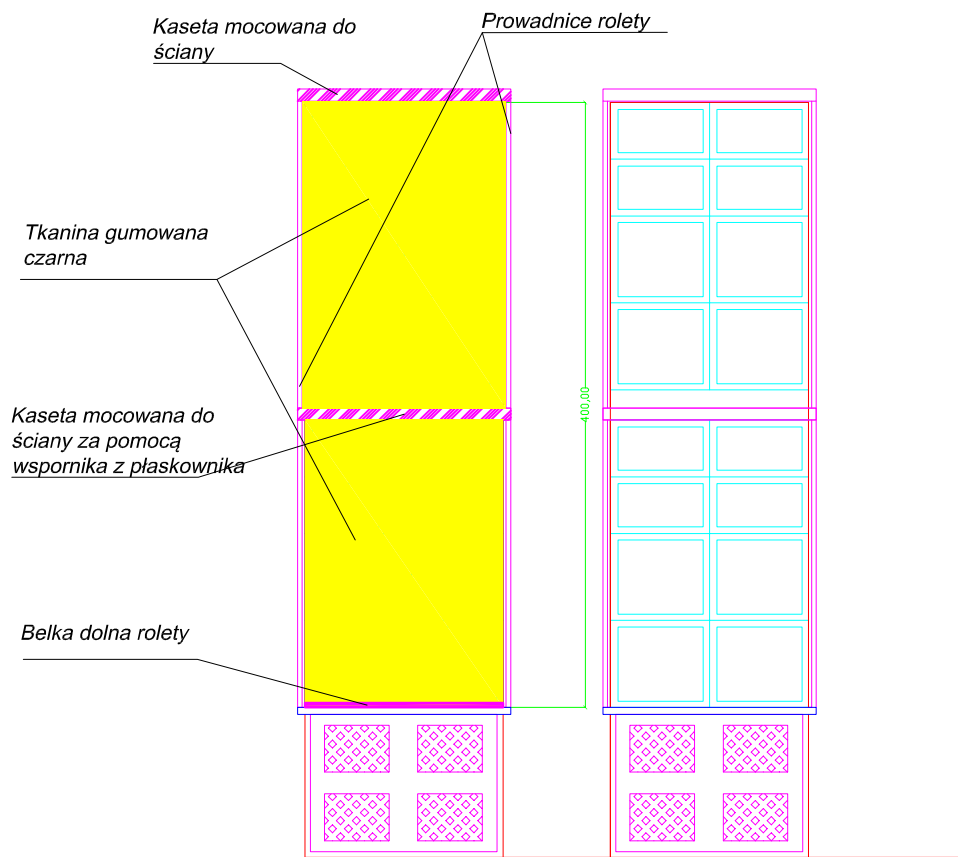 Kaseta mocowana do
ściany
Prowadnice rolety
Tkanina gumowana
czarna
400,00
Kaseta mocowana do
ściany za pomocą
wspornika z płaskownika
Belka dolna rolety